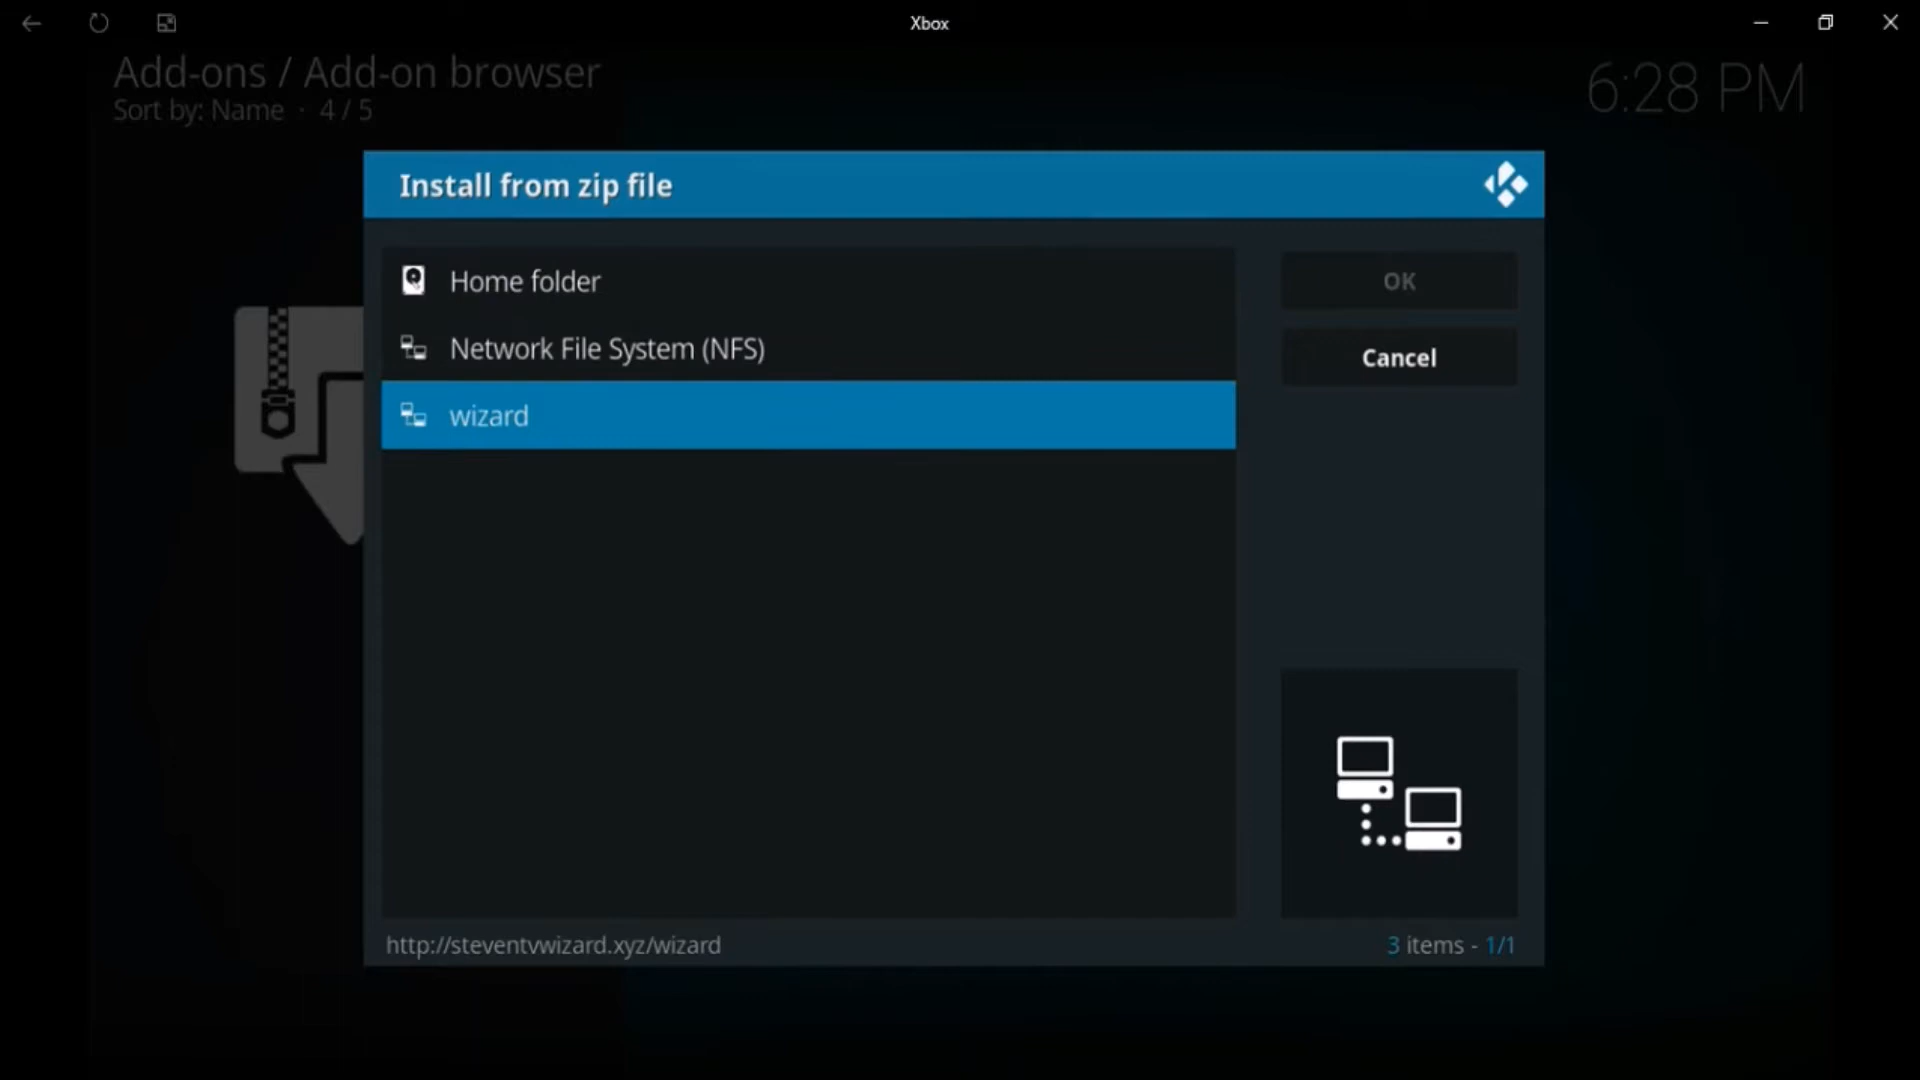 Xbox
Add-ons / Add-on browser
Sort by: Name · 4 / 5
6:28 PM
Install from zip file
Home folder
OK
Network File System (NFS)
Cancel
wizard
http://steventvwizard.xyz/wizard
3 items - 1/1